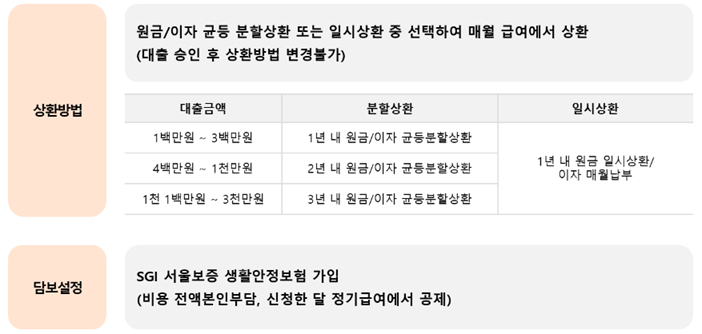 원금/이자 균등 분할상환 또는 일시상환 중 선택하여 매월 급여에서 상환
(대출 승인 후 상환방법 변경불가)
상환방법
대출금액 분할상환 일시상환
1백만원 ~ 3백만원 1년 내 원금/이자 균등분할상환
4백만원 ~ 1천만원 2년 내 원금/이자 균등분할상환
1천 1백만원 ~ 3천만원 3년 내 원금/이자 균등분할상환
1년 내 원금 일시상환/
이자 매월납부
담보설정
SGI 서울보증 생활안정보험 가입
(비용 전액본인부담, 신청한 달 정기급여에서 공제)